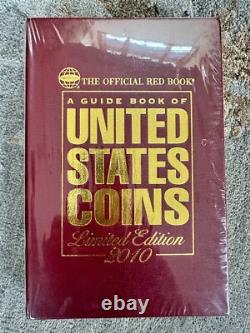 THE OFFICIAL RED BOOK®
A GUIDE BOOK OF
UNITED
STATES
COINS
Limited Edition
2010